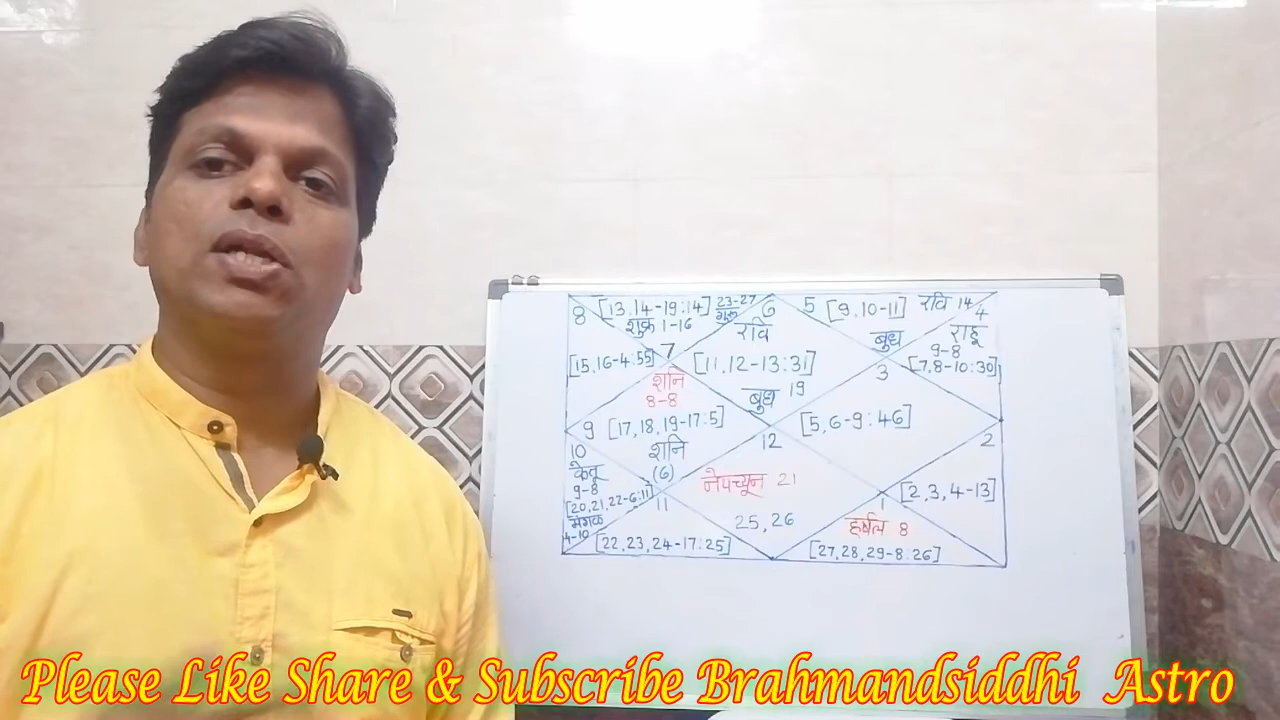 8 [13,14-19:14] 23-27 6 5 [9,10-11] रवि 14 4
शुक्र 1-16 गुरू रवि बुध राहू
[15,16-4:55] 7 [11,12-13:31] 9-8
3 [7,8-10:30]
शनि
8-8 बुध 19
9 [17,18,19-17:5] [5,6-9:46]
10 शनि 12 2
केतू (6) नेपच्यून 21
9-8
[20,21,22-6:11] 11 1 [2,3,4-13]
मंगळ 25,26 हर्षल 8
4-10 [22,23,24-17:25] [27,28,29-8:26]
Please Like Share & Subscribe Brahmandsiddhi Astro